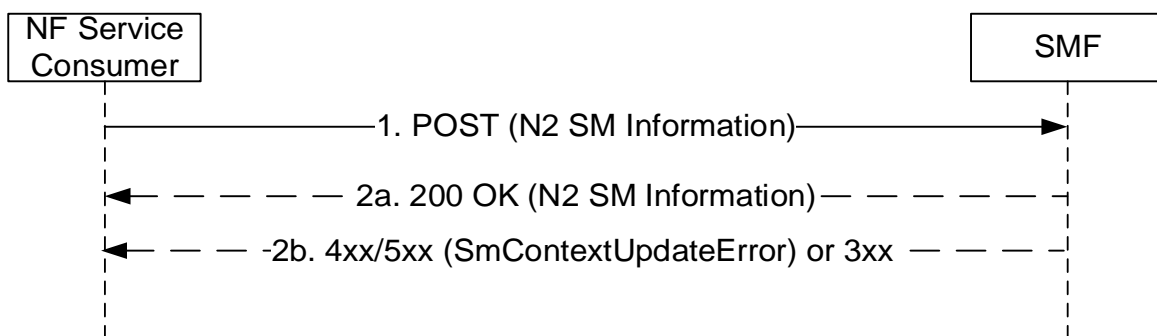 NF Service
Consumer
SMF
1. POST (N2 SM Information)
2a. 200 OK (N2 SM Information)
2b. 4xx/5xx (SmContextUpdateError) or 3xx